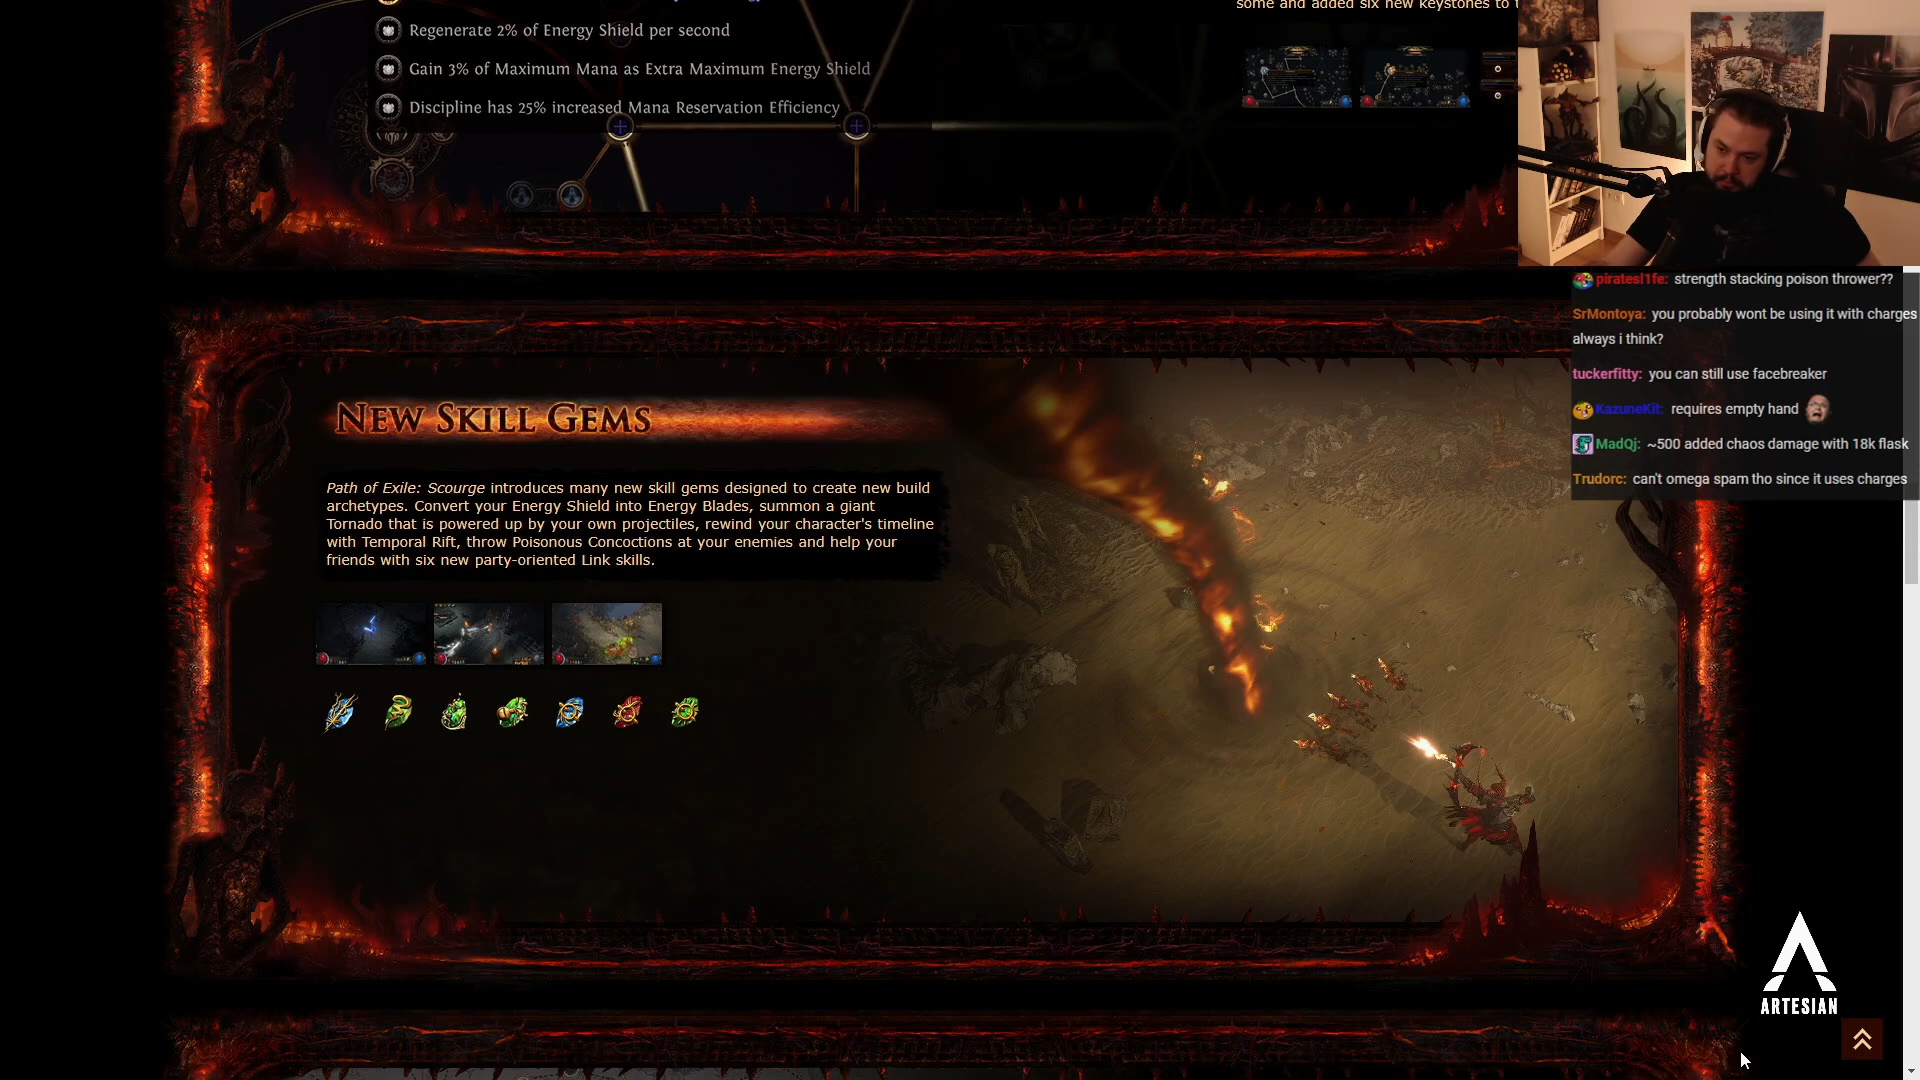 some and added six new keystones to
Regenerate 2% of Energy Shield per second
Gain 3% of Maximum Mana as Extra Maximum Energy Shield
Discipline has 25% increased Mana Reservation Efficiency
piratesl1fe: strength stacking poison thrower??
SrMontoya: you probably wont be using it with charges
always i think?
tuckerfitty: you can still use facebreaker
KazuneKit: requires empty hand
MadQj: ~500 added chaos damage with 18k flask
Trudorc: can't omega spam tho since it uses charges
New Skill Gems
Path of Exile: Scourge introduces many new skill gems designed to create new build
archetypes. Convert your Energy Shield into Energy Blades, summon a giant
Tornado that is powered up by your own projectiles, rewind your character's timeline
with Temporal Rift, throw Poisonous Concoctions at your enemies and help your
friends with six new party-oriented Link skills.
ARTESIAN